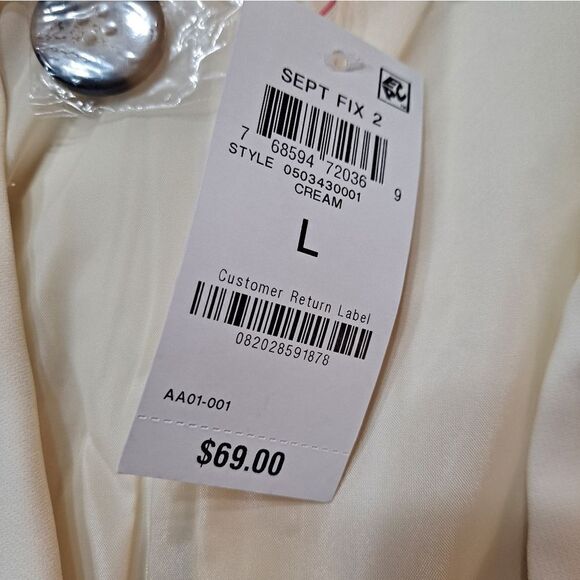 SEPT FIX 2
7 68594 72036 9
STYLE 0503430001
CREAM
L
Customer Return Label
082028591878
AA01-001
$69.00